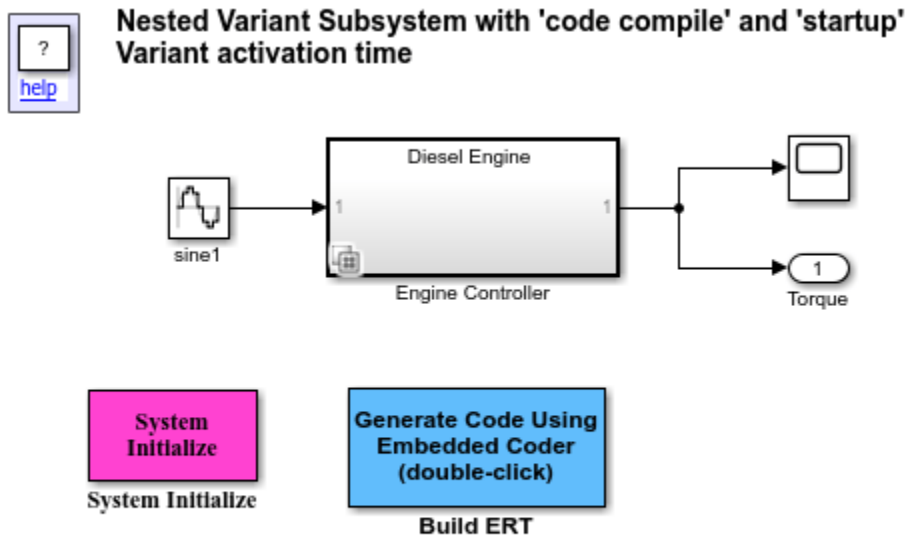 Nested Variant Subsystem with 'code compile' and 'startup'
Variant activation time
?
help
Diesel Engine
1
1
sine1
Engine Controller
1
Torque
System
Initialize
System Initialize
Generate Code Using
Embedded Coder
(double-click)
Build ERT